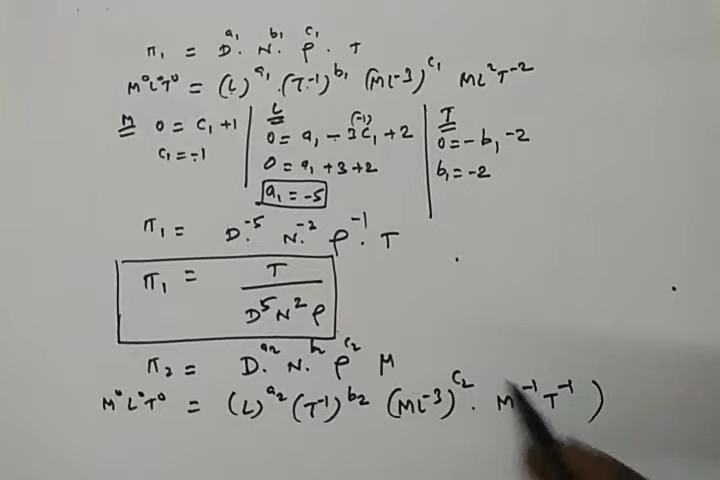 π₁ = D^a₁. N^b₁. ρ^c₁. T
M⁰L⁰T⁰ = (L)^a₁. (T⁻¹)^b₁ (ML⁻³)^c₁ ML²T⁻²
M 0 = c₁ + 1
c₁ = -1
L
(-1)
0 = a₁ - 3c₁ + 2
0 = a₁ + 3 + 2
a₁ = -5
T
0 = -b₁ - 2
b₁ = -2
π₁ = D⁻⁵. N⁻². ρ⁻¹. T
π₁ = T / D⁵N²ρ
π₂ = D^a₂. N^b₂. ρ^c₂ μ
M⁰L⁰T⁰ = (L)^a₂ (T⁻¹)^b₂ (ML⁻³)^c₂. M⁻¹T⁻¹)